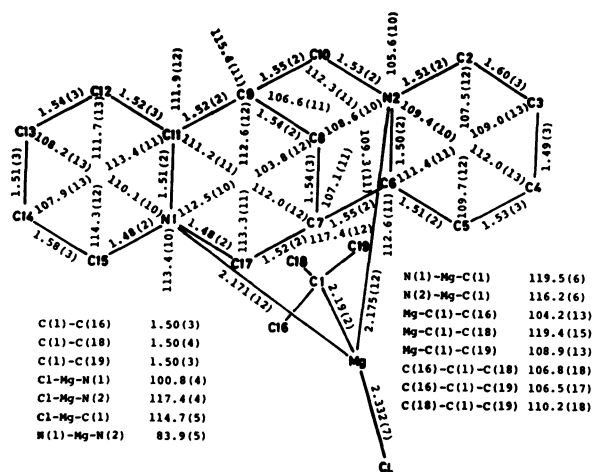 115.4(11)
105.6(10)
C10
1.55(2)
1.53(2)
1.51(2)
C2
1.60(3)
111.9(12)
C12
1.54(3)
1.52(3)
1.52(2)
C9
112.3(11)
N2
107.5(12)
C3
106.6(11)
1.54(2)
C13
111.7(13)
C11
112.6(12)
C8
108.6(10)
109.4(10)
109.0(13)
108.2(13)
113.4(11)
111.2(11)
103.8(12)
1.50(2)
1.49(3)
1.51(3)
1.51(2)
1.54(3)
107.1(11)
111.4(11)
112.0(13)
107.9(13)
110.1(10)
112.5(10)
112.0(12)
C6
109.7(12)
C4
C14
114.3(12)
N1
113.3(11)
C7
1.55(2)
1.51(2)
C5
1.53(3)
1.58(3)
1.48(2)
1.48(2)
1.52(2)
117.4(12)
112.6(11)
C15
113.4(10)
C17
C18
C19
2.171(12)
C1
2.19(2)
2.175(12)
C16
Mg
2.332(7)
CL
C(1)-C(16) 1.50(3)
C(1)-C(18) 1.50(4)
C(1)-C(19) 1.50(3)
Cl-Mg-N(1) 100.8(4)
Cl-Mg-N(2) 117.4(4)
Cl-Mg-C(1) 114.7(5)
N(1)-Mg-N(2) 83.9(5)
N(1)-Mg-C(1) 119.5(6)
N(2)-Mg-C(1) 116.2(6)
Mg-C(1)-C(16) 104.2(13)
Mg-C(1)-C(18) 119.4(15)
Mg-C(1)-C(19) 108.9(13)
C(16)-C(1)-C(18) 106.8(18)
C(16)-C(1)-C(19) 106.5(17)
C(18)-C(1)-C(19) 110.2(18)